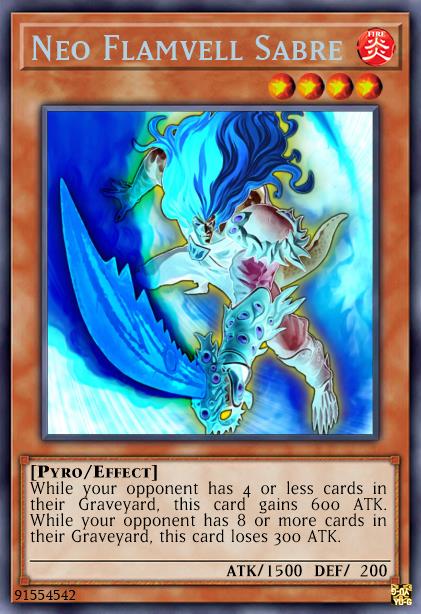 NEO FLAMVELL SABRE
FIRE
炎
[PYRO/EFFECT]
While your opponent has 4 or less cards in
their Graveyard, this card gains 600 ATK.
While your opponent has 8 or more cards in
their Graveyard, this card loses 300 ATK.
ATK/1500 DEF/ 200
91554542